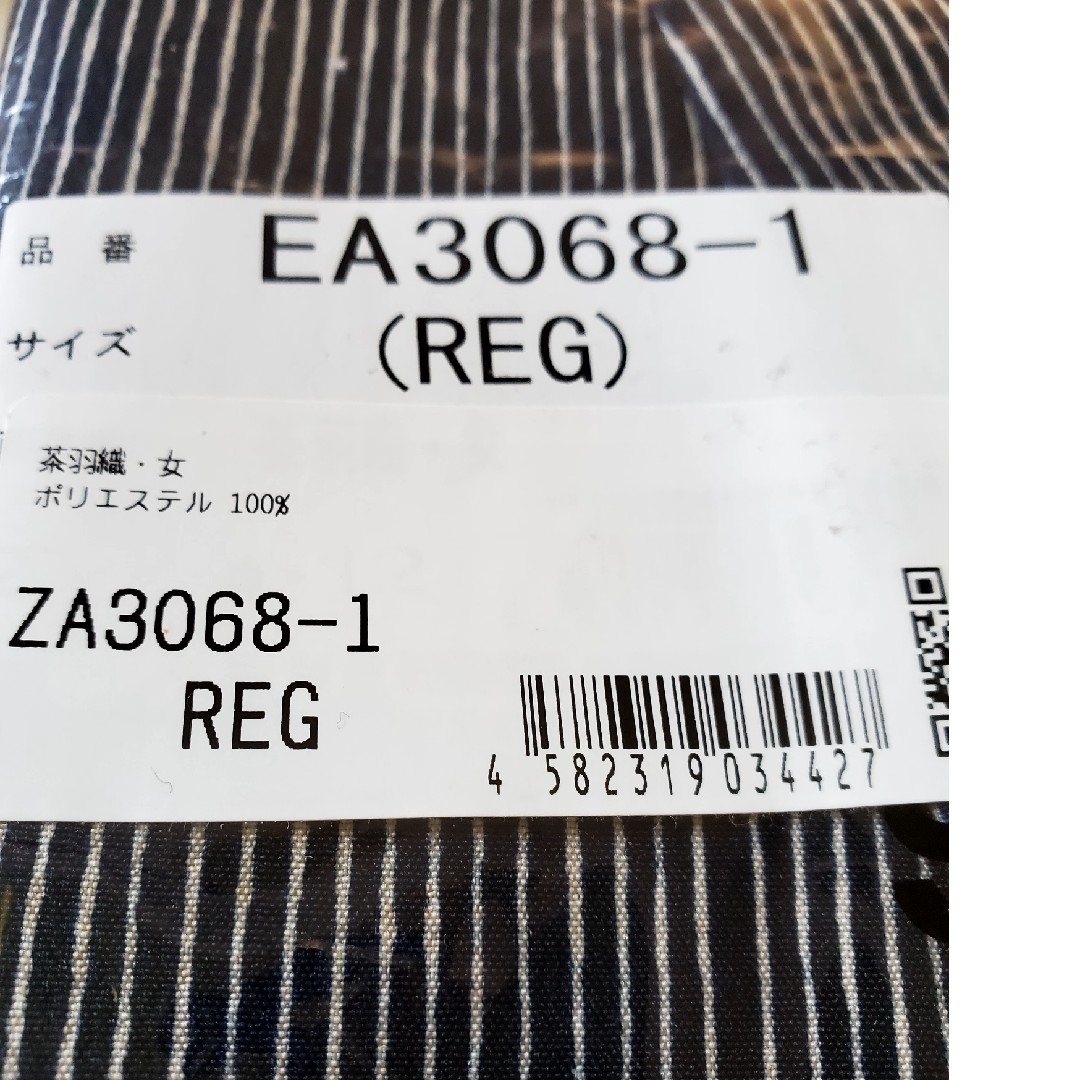 品番 EA3068-1
サイズ (REG)
茶羽織・女
ポリエステル 100%
ZA3068-1
REG
4 582319 034427